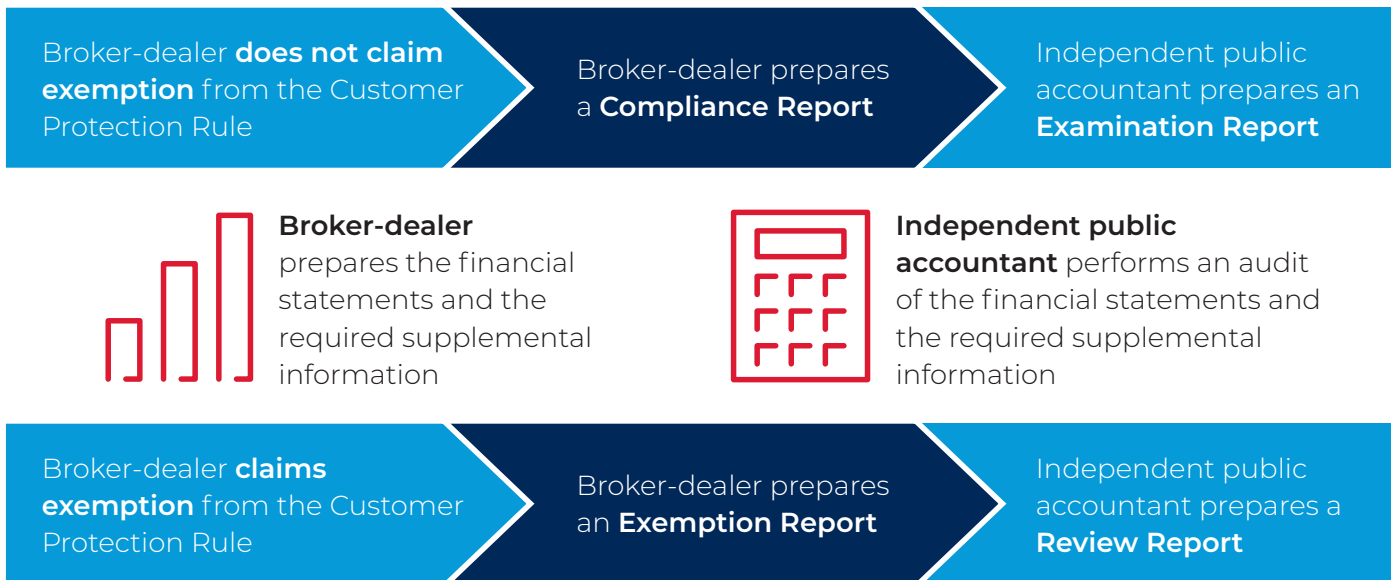 Broker-dealer does not claim
exemption from the Customer
Protection Rule
Broker-dealer prepares
a Compliance Report
Independent public
accountant prepares an
Examination Report
Broker-dealer
prepares the financial
statements and the
required supplemental
information
Independent public
accountant performs an audit
of the financial statements and
the required supplemental
information
Broker-dealer claims
exemption from the Customer
Protection Rule
Broker-dealer prepares
an Exemption Report
Independent public
accountant prepares a
Review Report